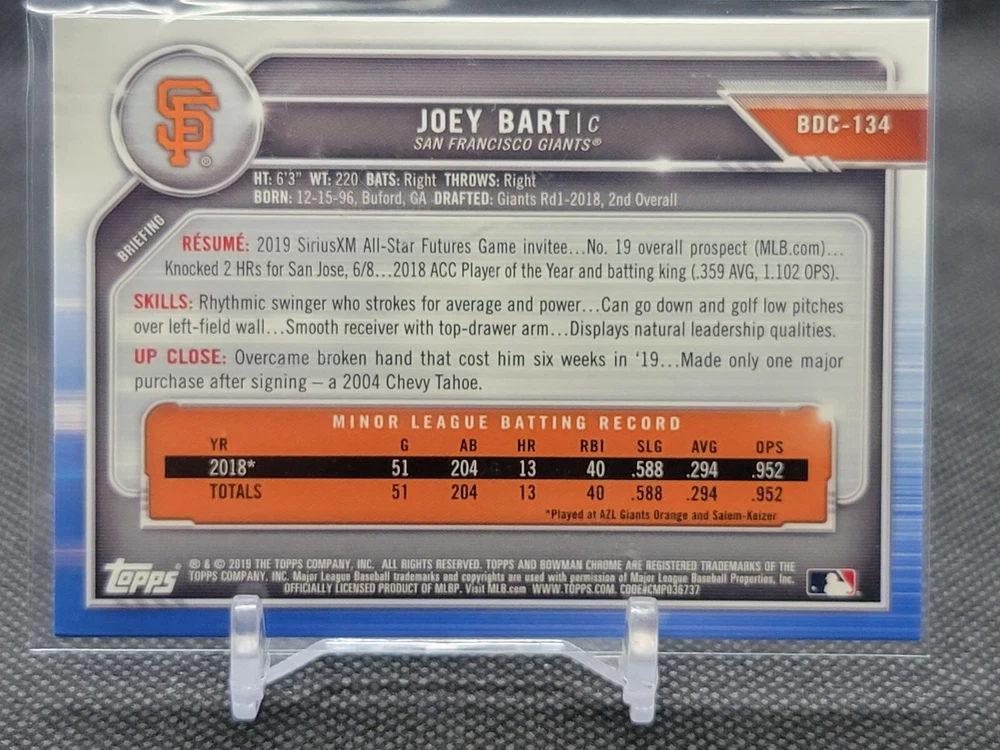 SF®
JOEY BART | C
SAN FRANCISCO GIANTS®
BDC-134
HT: 6'3" WT: 220 BATS: Right THROWS: Right
BORN: 12-15-96, Buford, GA DRAFTED: Giants Rd1-2018, 2nd Overall
BRIEFING
RÉSUMÉ: 2019 SiriusXM All-Star Futures Game invitee...No. 19 overall prospect (MLB.com)...
Knocked 2 HRs for San Jose, 6/8...2018 ACC Player of the Year and batting king (.359 AVG, 1.102 OPS).
SKILLS: Rhythmic swinger who strokes for average and power...Can go down and golf low pitches
over left-field wall...Smooth receiver with top-drawer arm...Displays natural leadership qualities.
UP CLOSE: Overcame broken hand that cost him six weeks in '19...Made only one major
purchase after signing – a 2004 Chevy Tahoe.
MINOR LEAGUE BATTING RECORD
YR G AB HR RBI SLG AVG OPS
2018* 51 204 13 40 .588 .294 .952
TOTALS 51 204 13 40 .588 .294 .952
*Played at AZL Giants Orange and Salem-Keizer
Topps
® & © 2019 THE TOPPS COMPANY, INC. ALL RIGHTS RESERVED. TOPPS AND BOWMAN CHROME ARE REGISTERED TRADEMARKS OF THE
TOPPS COMPANY, INC. Major League Baseball trademarks and copyrights are used with permission of Major League Baseball Properties, Inc.
OFFICIALLY LICENSED PRODUCT OF MLBP. Visit MLB.com WWW.TOPPS.COM. CODE#CMP036737